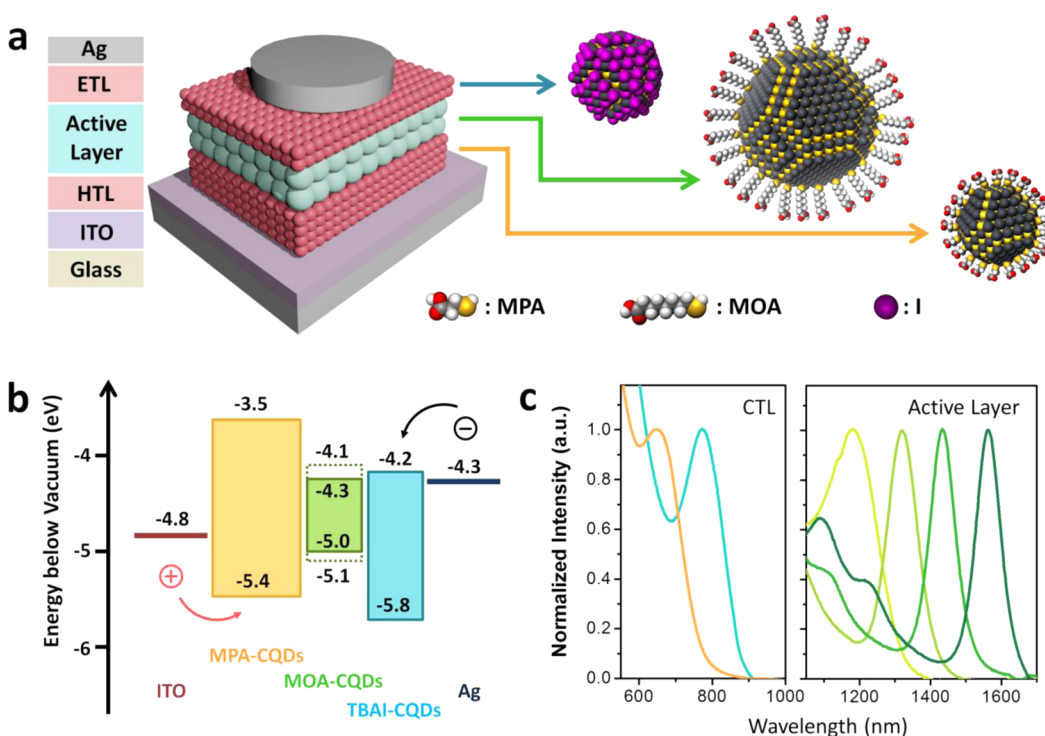 a
Ag
ETL
Active
Layer
HTL
ITO
Glass
: MPA
: MOA
: I
b
Energy below Vacuum (eV)
-4
-5
-6
-3.5
-4.1
-4.2
-4.3
-4.3
-4.8
-5.0
-5.1
-5.4
-5.8
+
−
MPA-CQDs
ITO
MOA-CQDs
Ag
TBAI-CQDs
c
CTL
Active Layer
Normalized Intensity (a.u.)
1.0
0.8
0.6
0.4
0.2
0.0
600
800
1000
1200
1400
1600
Wavelength (nm)